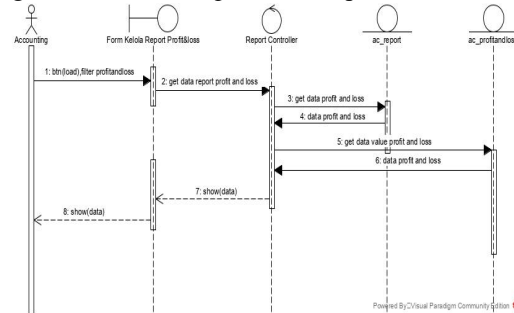 Accounting
Form Kelola Report Profit&loss
Report Controller
ac_report
ac_profitandlos
1: btn(load),filter profitandloss
2: get data report profit and loss
3: get data profit and loss
4: data profit and loss
5: get data value profit and loss
6: data profit and loss
7: show(data)
8: show(data)
Powered By Visual Paradigm Community Edition